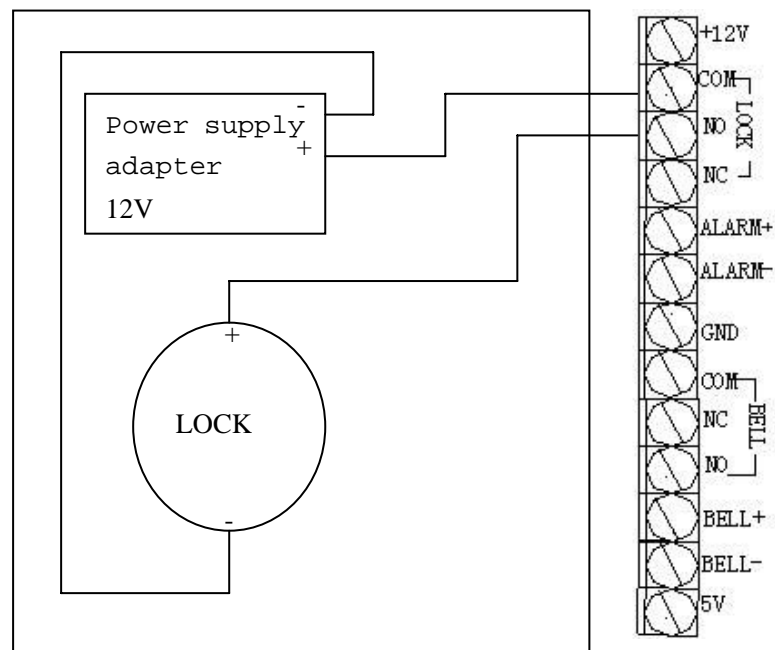 -
Power supply
+
adapter
12V
+
LOCK
-
+12V
COM
NO
NC
LOCK
ALARM+
ALARM-
GND
COM
NC
NO
BELL
BELL+
BELL-
5V